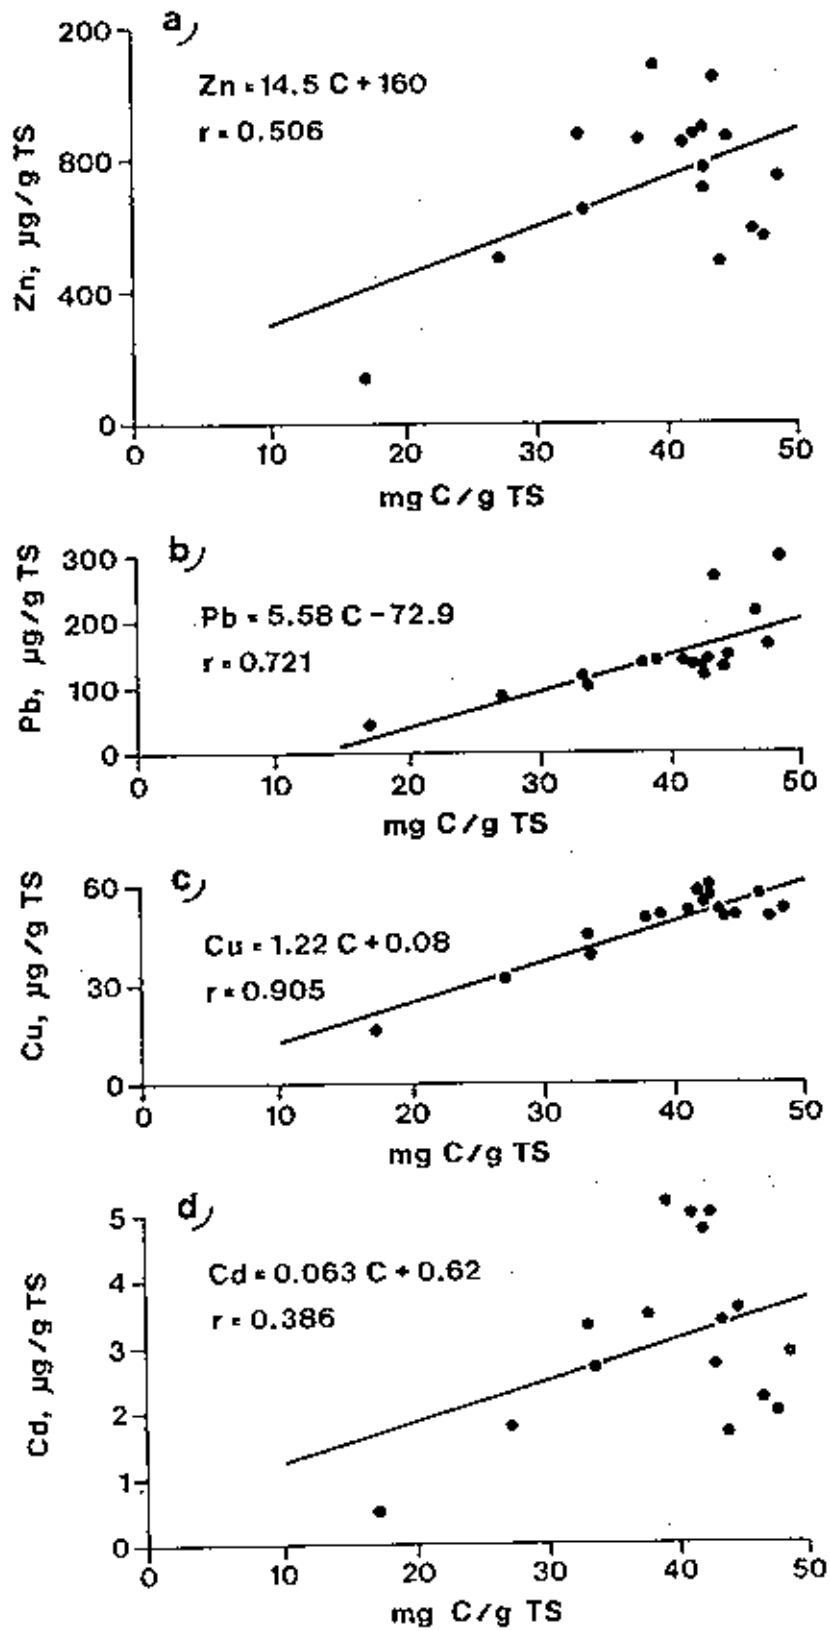 a)
Zn = 14.5 C + 160
r = 0.506
Zn, µg/g TS
200
800
400
0
0 10 20 30 40 50
mg C/g TS
b)
Pb = 5.58 C - 72.9
r = 0.721
Pb, µg/g TS
300
200
100
0
0 10 20 30 40 50
mg C/g TS
c)
Cu = 1.22 C + 0.08
r = 0.905
Cu, µg/g TS
60
30
0
0 10 20 30 40 50
mg C/g TS
d)
Cd = 0.063 C + 0.62
r = 0.386
Cd, µg/g TS
5
4
3
2
1
0
0 10 20 30 40 50
mg C/g TS